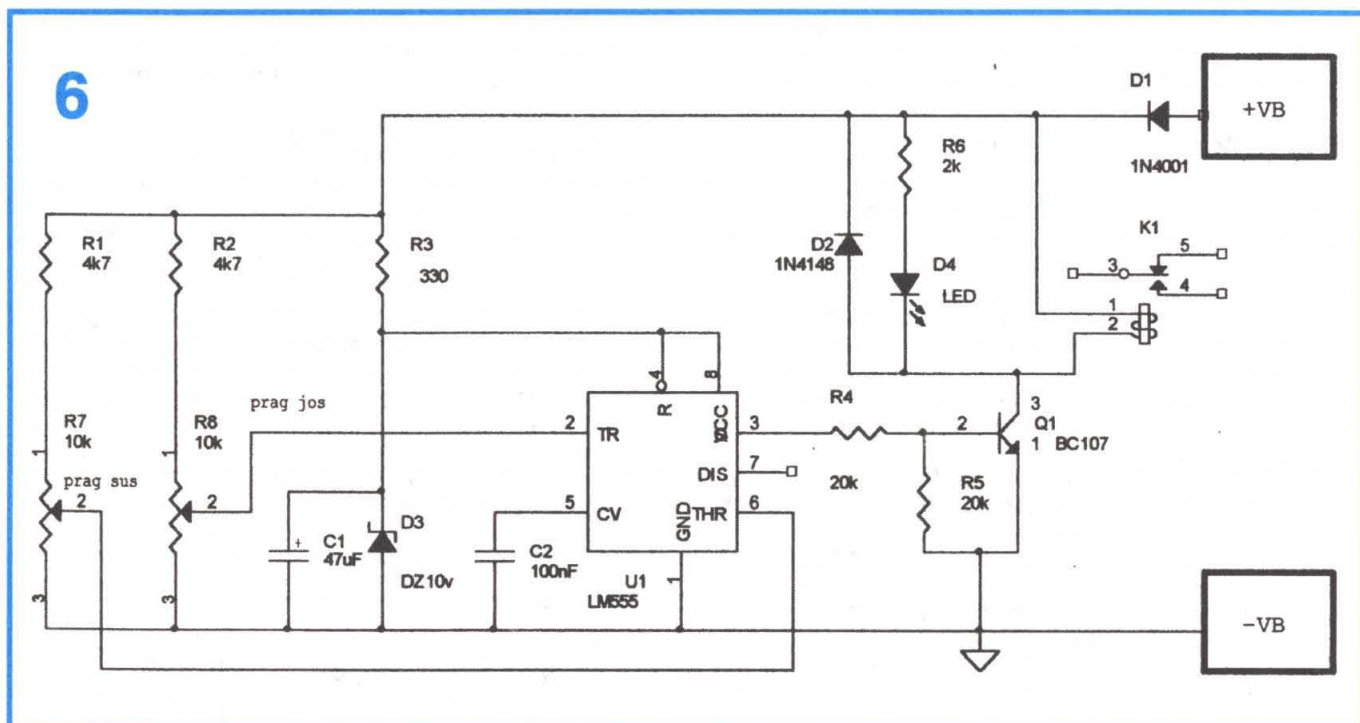 6
D1
+VB
1N4001
R6
2k
K1
R1
4k7
R2
4k7
R3
330
D2
1N4148
D4
LED
5
3
4
1
2
4
8
prag jos
R
VCC
R4
R7
10k
R8
10k
1
1
2
TR
3
20k
2
3
Q1
1
BC107
prag sus
2
2
DIS
7
R5
20k
5
CV
GND
THR
6
D3
C1
47uF
+
DZ10v
C2
100nF
1
U1
LM555
3
3
-VB